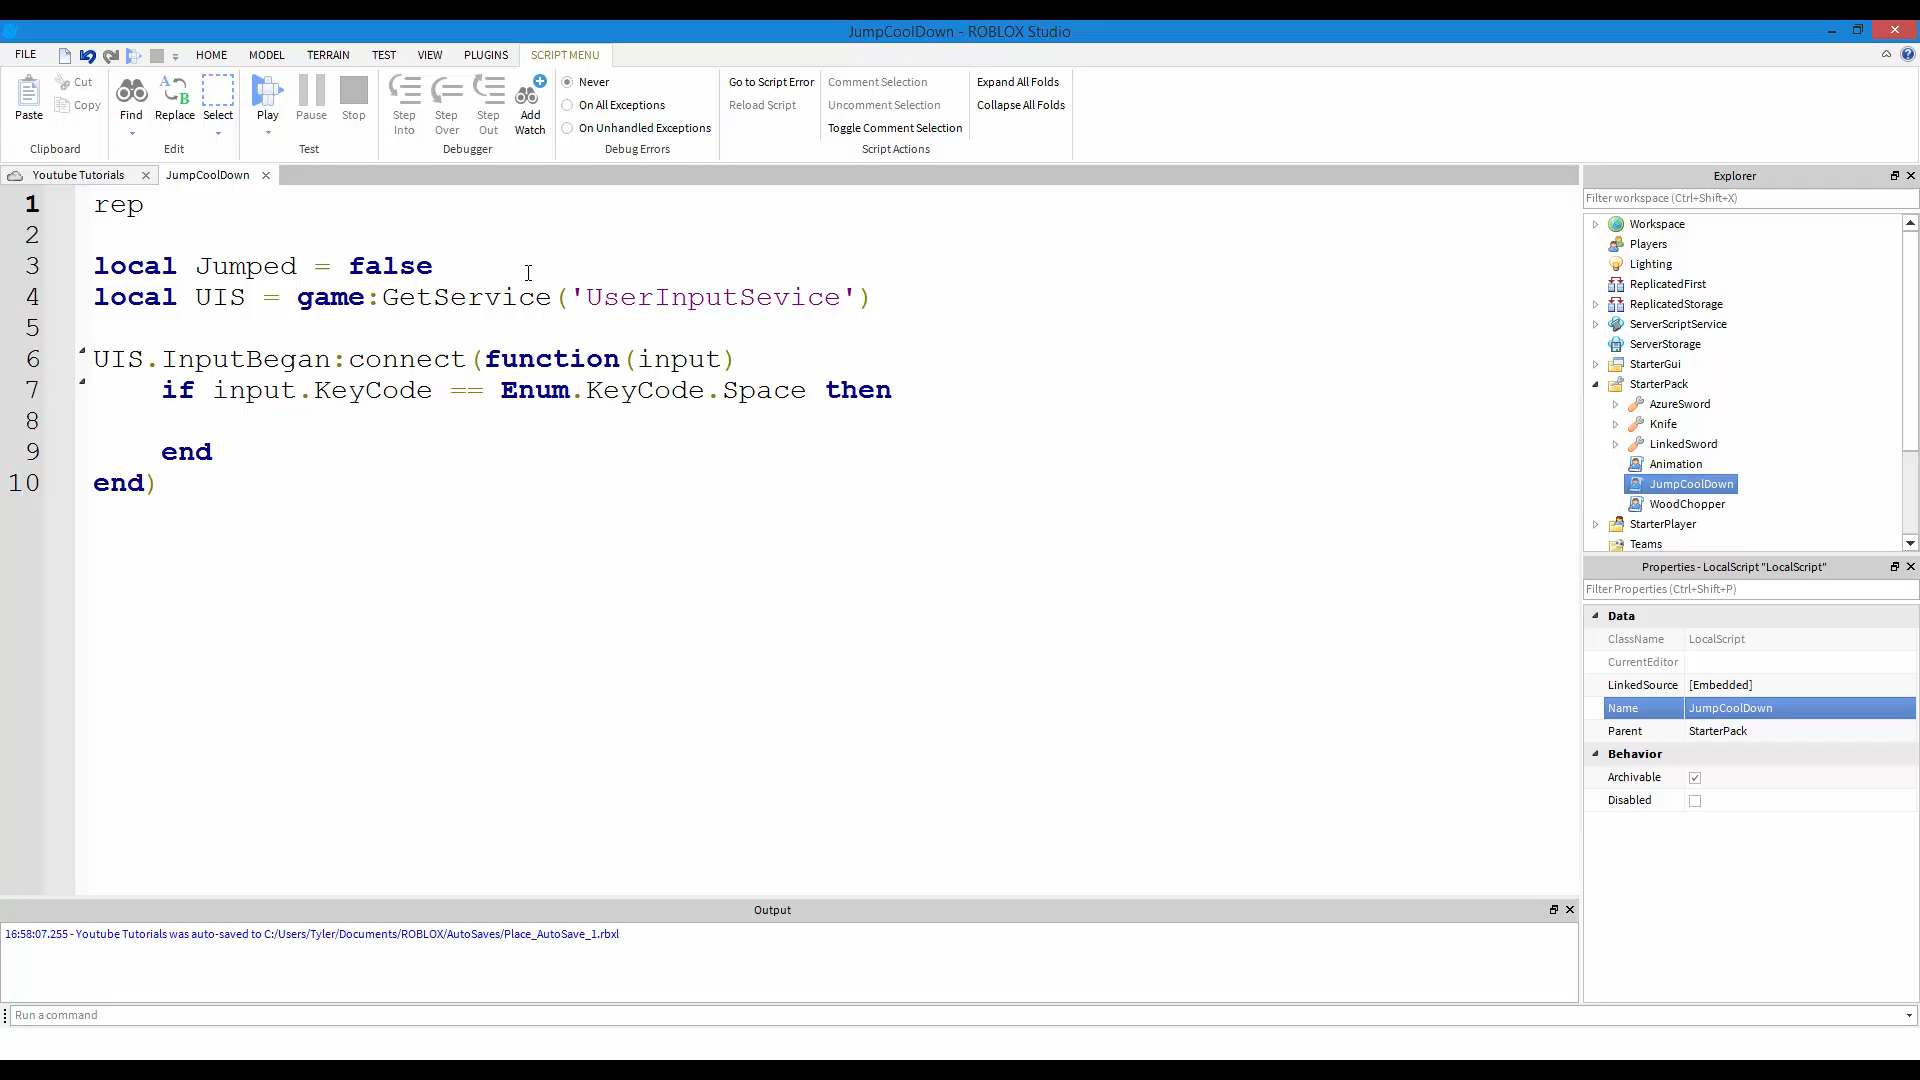 JumpCoolDown - ROBLOX Studio
FILE HOME MODEL TERRAIN TEST VIEW PLUGINS SCRIPT MENU
Paste
Cut
Copy
Clipboard
Find
Replace
Select
Edit
Play
Pause
Stop
Test
Step Into
Step Over
Step Out
Add Watch
Debugger
Never
On All Exceptions
On Unhandled Exceptions
Debug Errors
Go to Script Error
Reload Script
Comment Selection
Uncomment Selection
Toggle Comment Selection
Script Actions
Expand All Folds
Collapse All Folds
Youtube Tutorials JumpCoolDown
1 rep
2
3 local Jumped = false
4 local UIS = game:GetService('UserInputSevice')
5
6 UIS.InputBegan:connect(function(input)
7 if input.KeyCode == Enum.KeyCode.Space then
8
9 end
10 end)
Explorer
Filter workspace (Ctrl+Shift+X)
Workspace
Players
Lighting
ReplicatedFirst
ReplicatedStorage
ServerScriptService
ServerStorage
StarterGui
StarterPack
AzureSword
Knife
LinkedSword
Animation
JumpCoolDown
WoodChopper
StarterPlayer
Teams
Properties - LocalScript "LocalScript"
Filter Properties (Ctrl+Shift+P)
Data
ClassName LocalScript
CurrentEditor
LinkedSource [Embedded]
Name JumpCoolDown
Parent StarterPack
Behavior
Archivable
Disabled
Output
16:58:07.255 - Youtube Tutorials was auto-saved to C:/Users/Tyler/Documents/ROBLOX/AutoSaves/Place_AutoSave_1.rbxl
Run a command